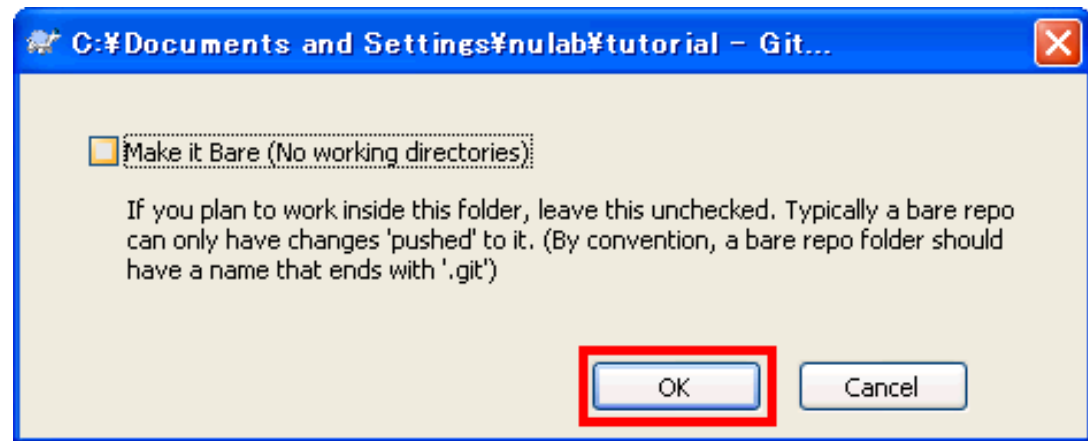 C:¥Documents and Settings¥nulab¥tutorial - Git...
Make it Bare (No working directories)
If you plan to work inside this folder, leave this unchecked. Typically a bare repo
can only have changes 'pushed' to it. (By convention, a bare repo folder should
have a name that ends with '.git')
OK Cancel